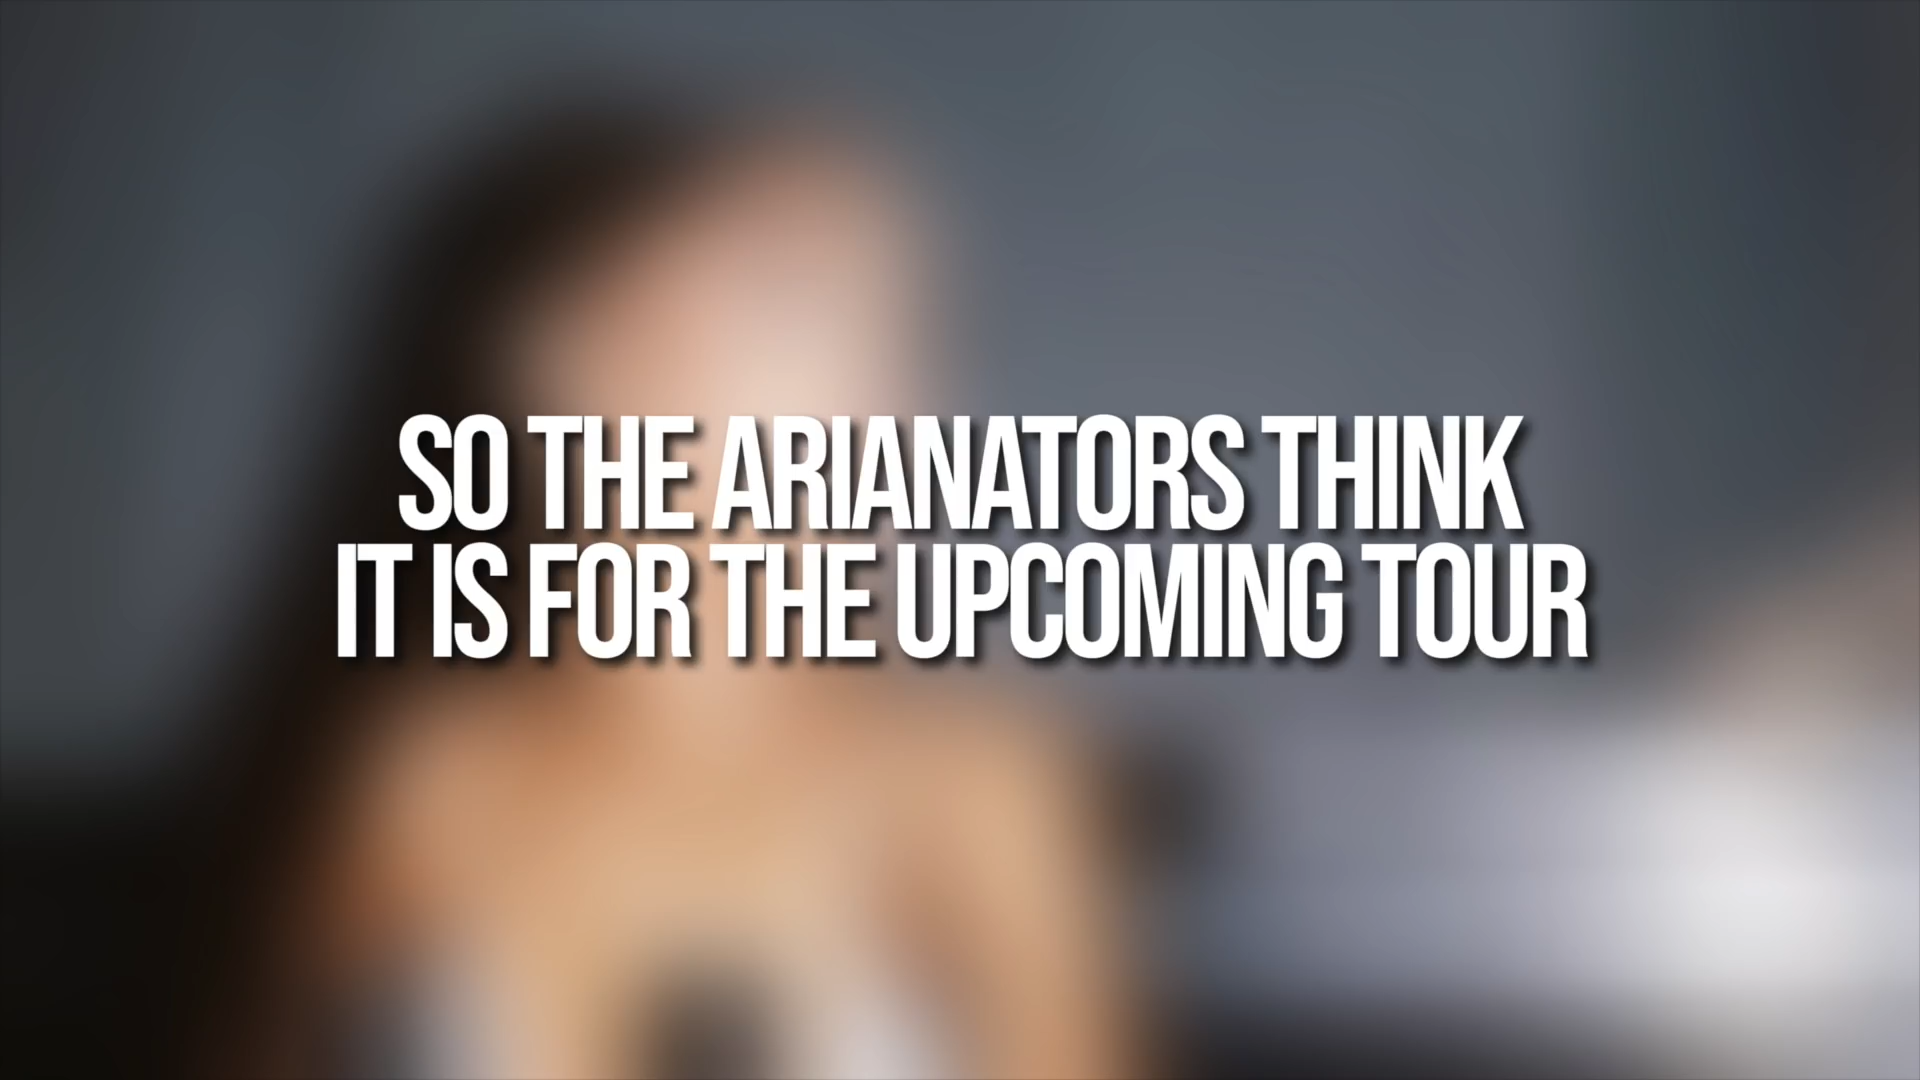 SO THE ARIANATORS THINK
IT IS FOR THE UPCOMING TOUR